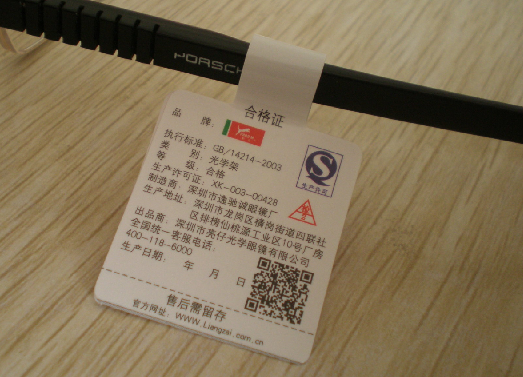 PORSCH
合格证
品 牌：
执行标准：GB/14214-2003
类 别：光学架
等 级：合格
生产许可证：XK-003-00428
制造商：深圳市逸驰诚眼镜厂
生产地址：深圳市龙岗区横岗街道四联社
区排榜仙桃源工业区10号厂房
出品商：深圳市亮仔光学眼镜有限公司
全国统一客服电话：
400-118-6000
生产日期： 年 月 日
生产许可
售后需留存
官方网址：WWW.Liangzai.com.cn